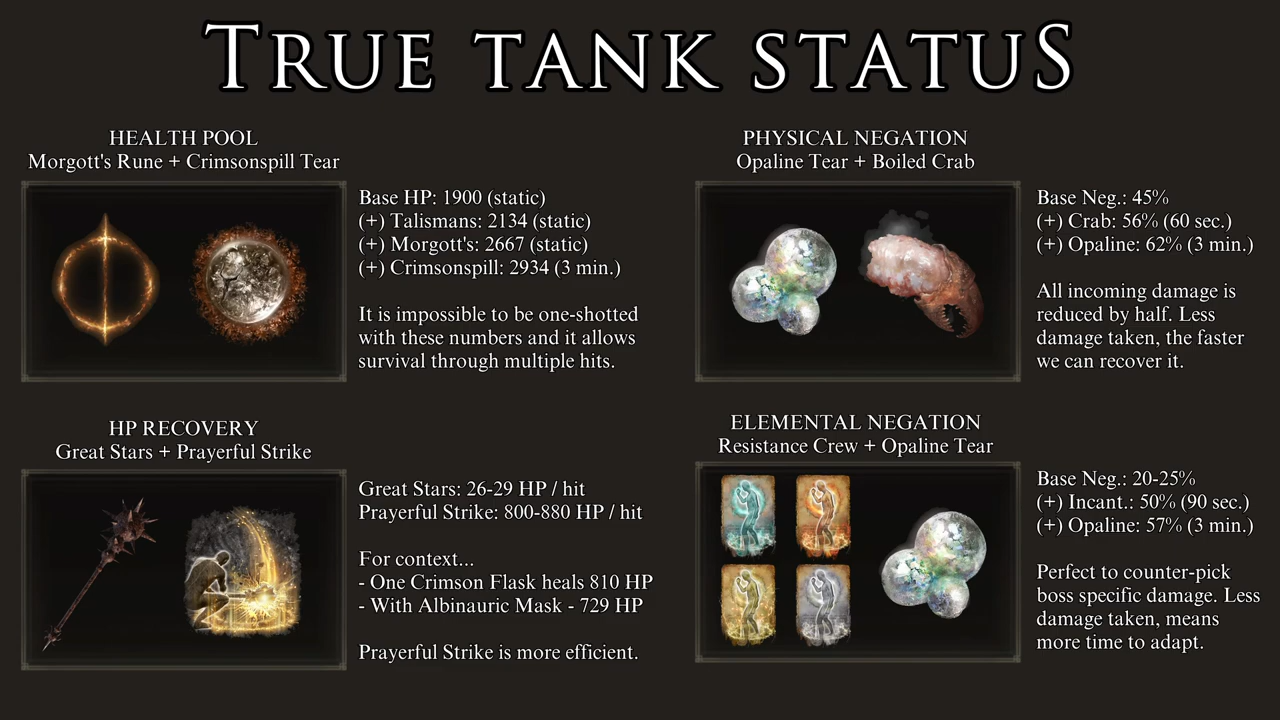 TRUE TANK STATUS
HEALTH POOL
Morgott's Rune + Crimsonspill Tear
Base HP: 1900 (static)
(+) Talismans: 2134 (static)
(+) Morgott's: 2667 (static)
(+) Crimsonspill: 2934 (3 min.)
It is impossible to be one-shotted
with these numbers and it allows
survival through multiple hits.
PHYSICAL NEGATION
Opaline Tear + Boiled Crab
Base Neg.: 45%
(+) Crab: 56% (60 sec.)
(+) Opaline: 62% (3 min.)
All incoming damage is
reduced by half. Less
damage taken, the faster
we can recover it.
HP RECOVERY
Great Stars + Prayerful Strike
Great Stars: 26-29 HP / hit
Prayerful Strike: 800-880 HP / hit
For context...
- One Crimson Flask heals 810 HP
- With Albinauric Mask - 729 HP
Prayerful Strike is more efficient.
ELEMENTAL NEGATION
Resistance Crew + Opaline Tear
Base Neg.: 20-25%
(+) Incant.: 50% (90 sec.)
(+) Opaline: 57% (3 min.)
Perfect to counter-pick
boss specific damage. Less
damage taken, means
more time to adapt.